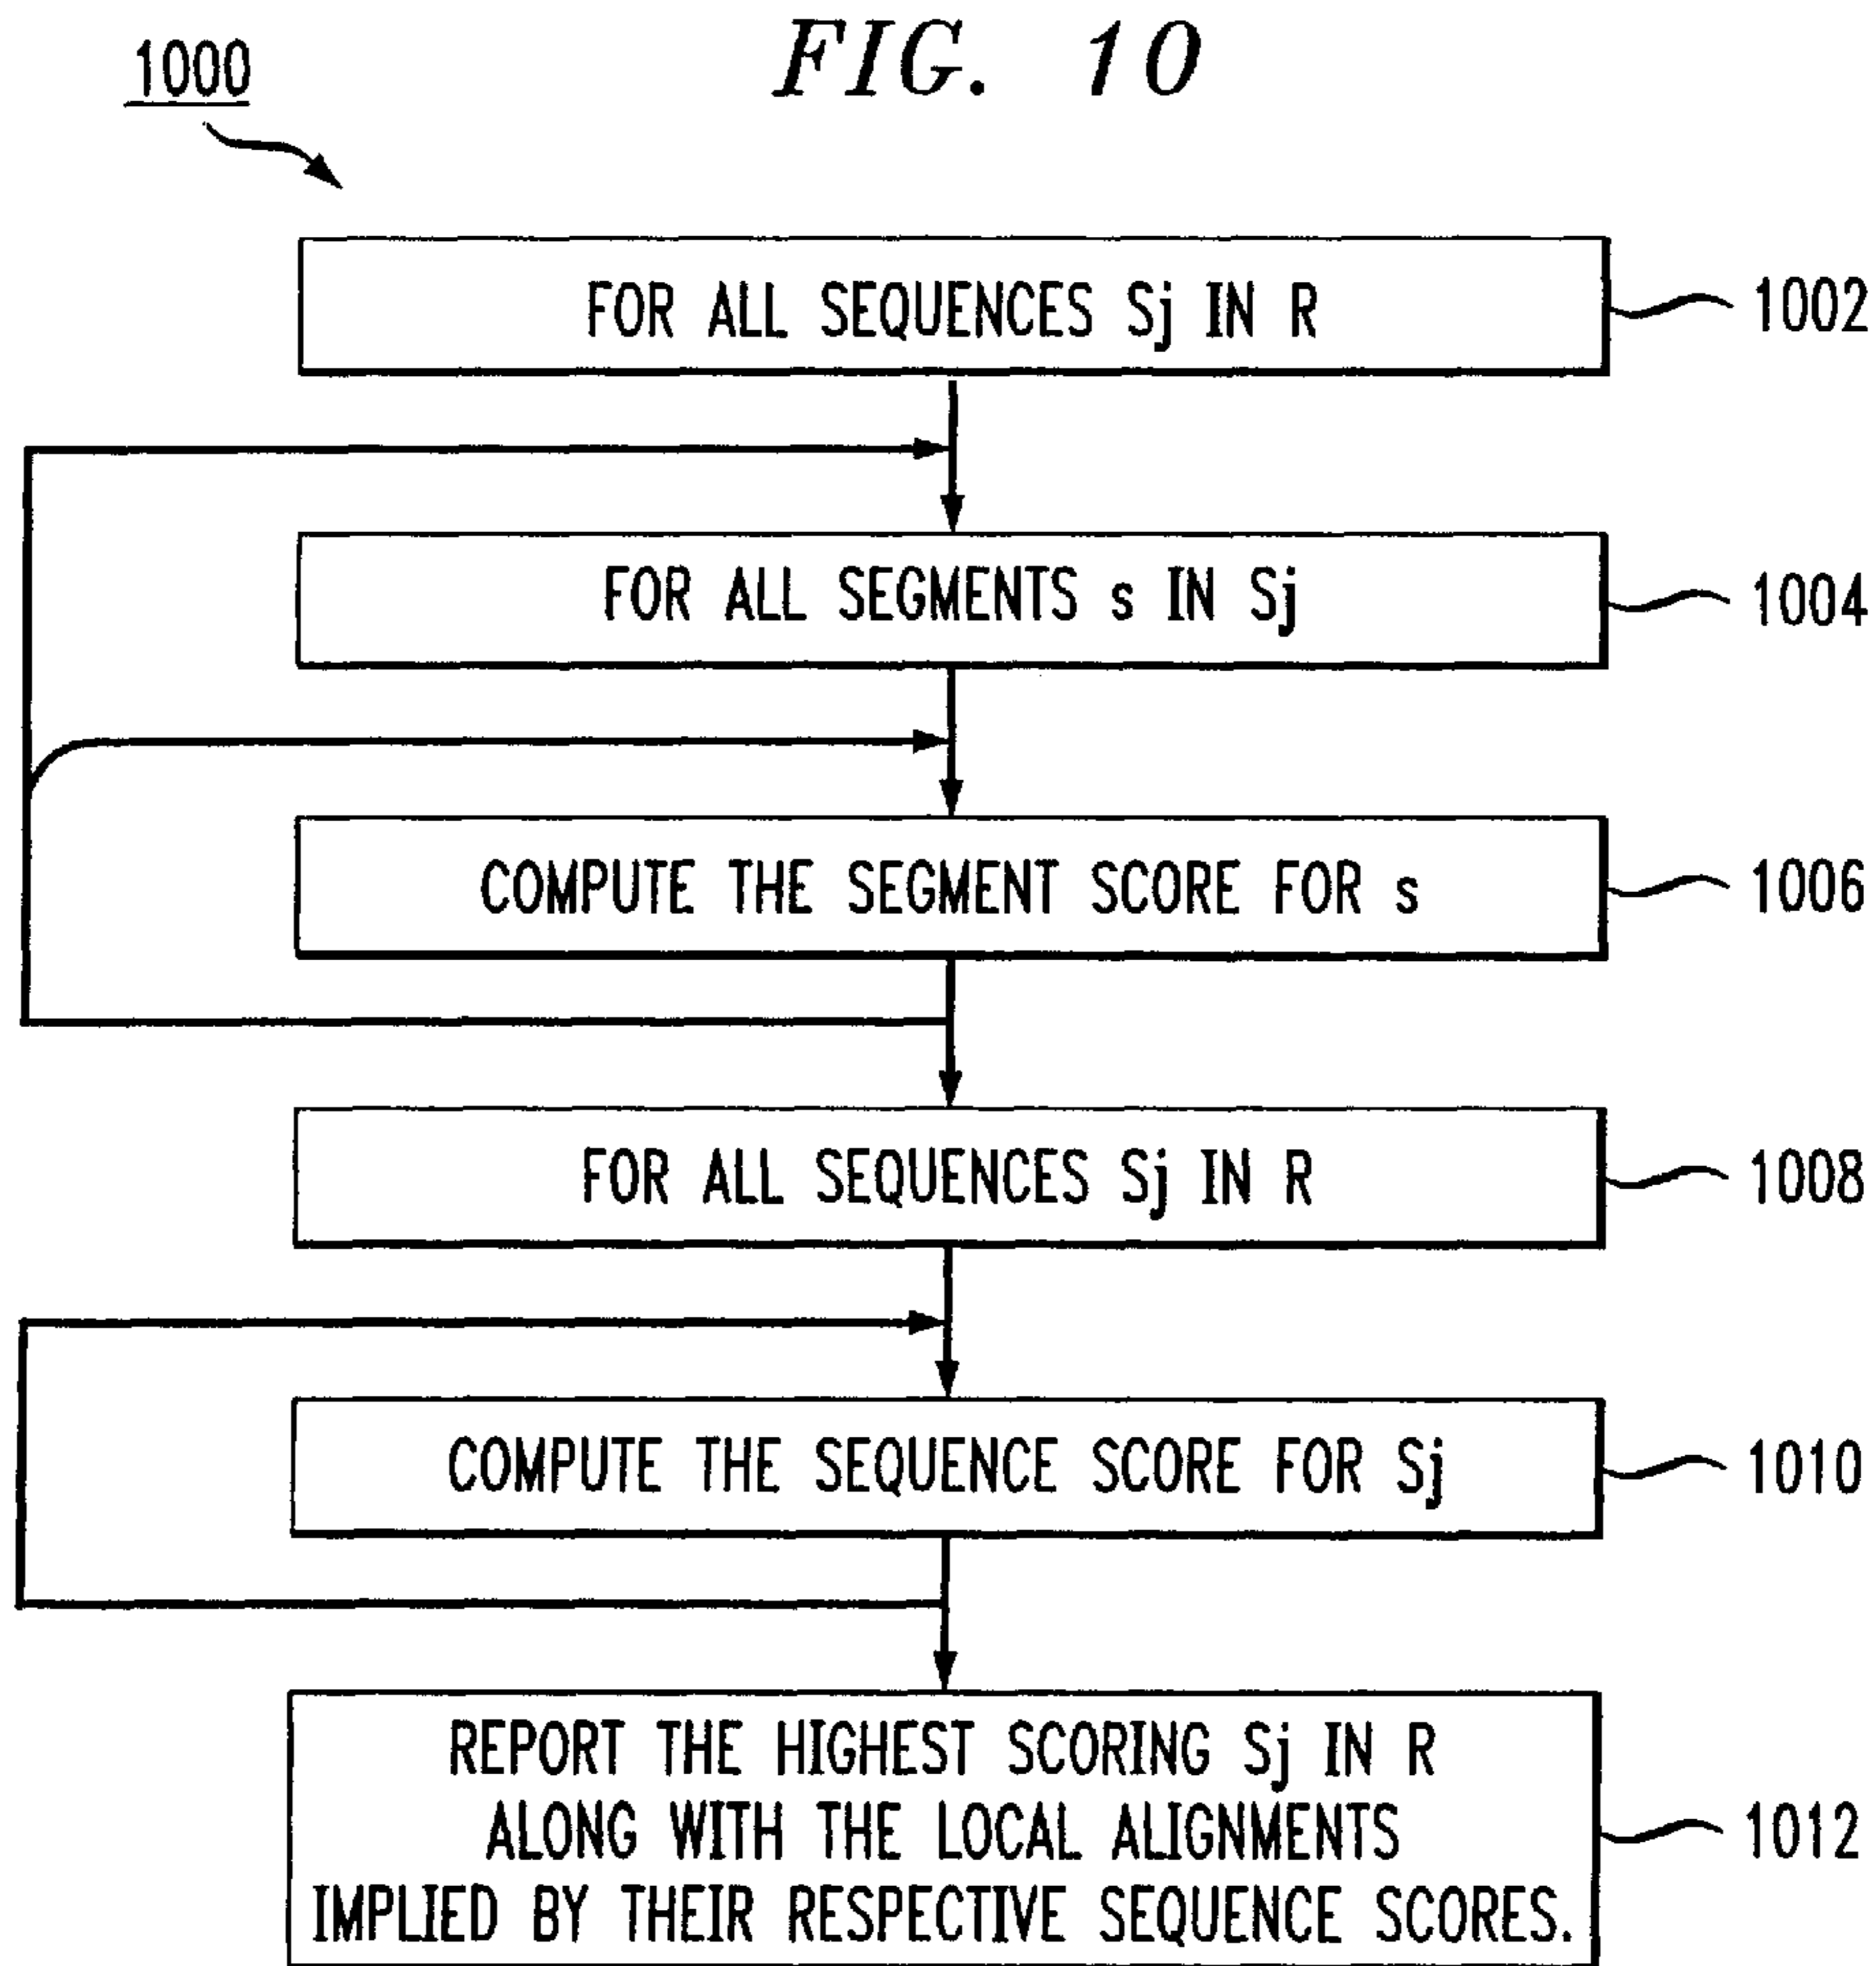 FIG. 10
1000
FOR ALL SEQUENCES Sj IN R
1002
FOR ALL SEGMENTS s IN Sj
1004
COMPUTE THE SEGMENT SCORE FOR s
1006
FOR ALL SEQUENCES Sj IN R
1008
COMPUTE THE SEQUENCE SCORE FOR Sj
1010
REPORT THE HIGHEST SCORING Sj IN R
ALONG WITH THE LOCAL ALIGNMENTS
IMPLIED BY THEIR RESPECTIVE SEQUENCE SCORES.
1012